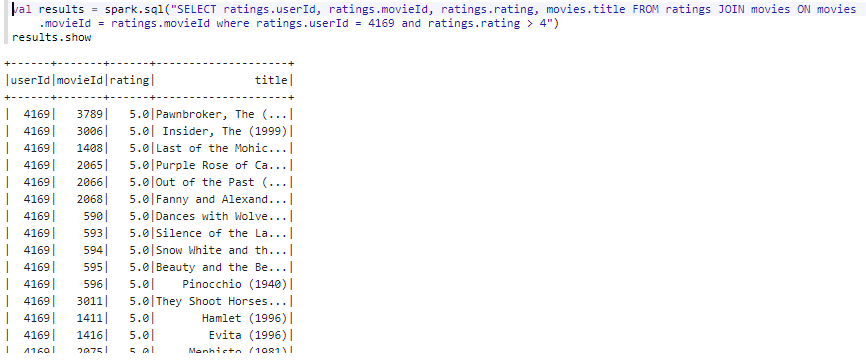 val results = spark.sql("SELECT ratings.userId, ratings.movieId, ratings.rating, movies.title FROM ratings JOIN movies ON movies
.movieId = ratings.movieId where ratings.userId = 4169 and ratings.rating > 4")
results.show
+------+-------+------+--------------------+
|userId|movieId|rating|               title|
+------+-------+------+--------------------+
|  4169|   3789|   5.0|Pawnbroker, The (...|
|  4169|   3006|   5.0| Insider, The (1999)|
|  4169|   1408|   5.0|Last of the Mohic...|
|  4169|   2065|   5.0|Purple Rose of Ca...|
|  4169|   2066|   5.0|Out of the Past (...|
|  4169|   2068|   5.0|Fanny and Alexand...|
|  4169|    590|   5.0|Dances with Wolve...|
|  4169|    593|   5.0|Silence of the La...|
|  4169|    594|   5.0|Snow White and th...|
|  4169|    595|   5.0|Beauty and the Be...|
|  4169|    596|   5.0|    Pinocchio (1940)|
|  4169|   3011|   5.0|They Shoot Horses...|
|  4169|   1411|   5.0|       Hamlet (1996)|
|  4169|   1416|   5.0|        Evita (1996)|
|  4169|   2075|   5.0|     Mephisto (1981)|